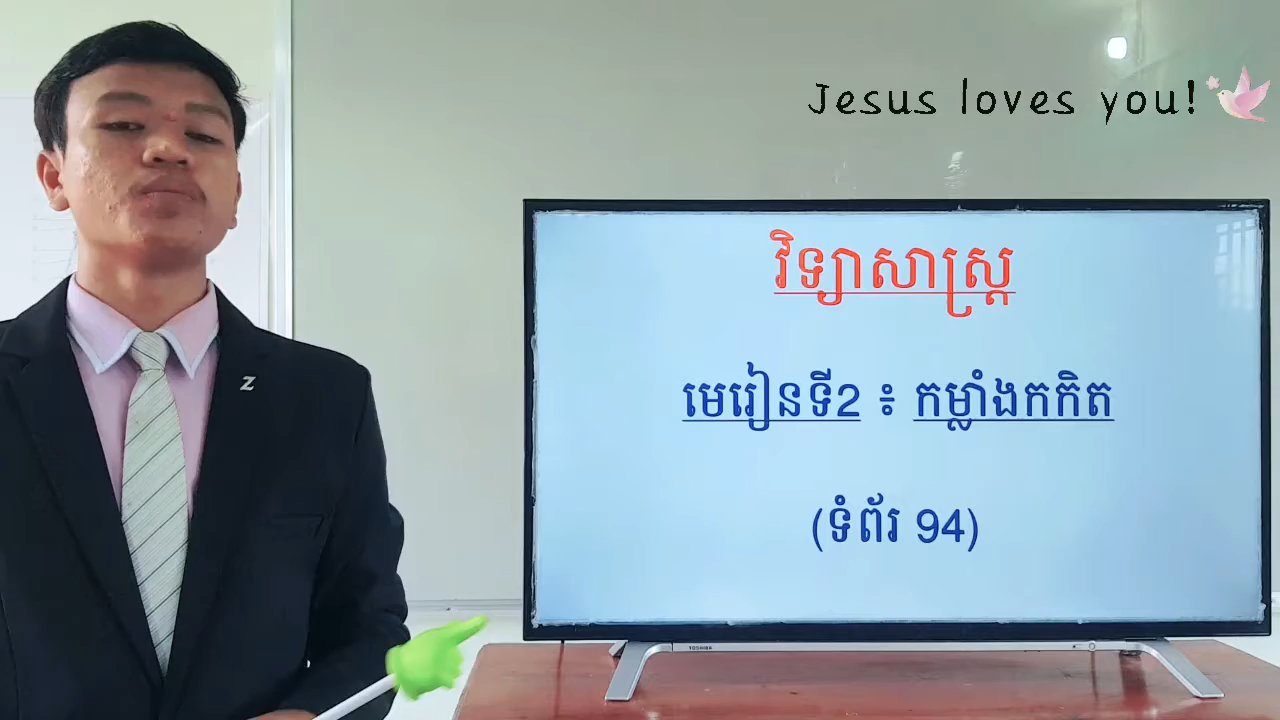 Jesus loves you!
វិទ្យាសាស្ត្រ
មេរៀនទី2 ៖ កម្លាំងកកិត
(ទំព័រ 94)
Z
TOSHIBA